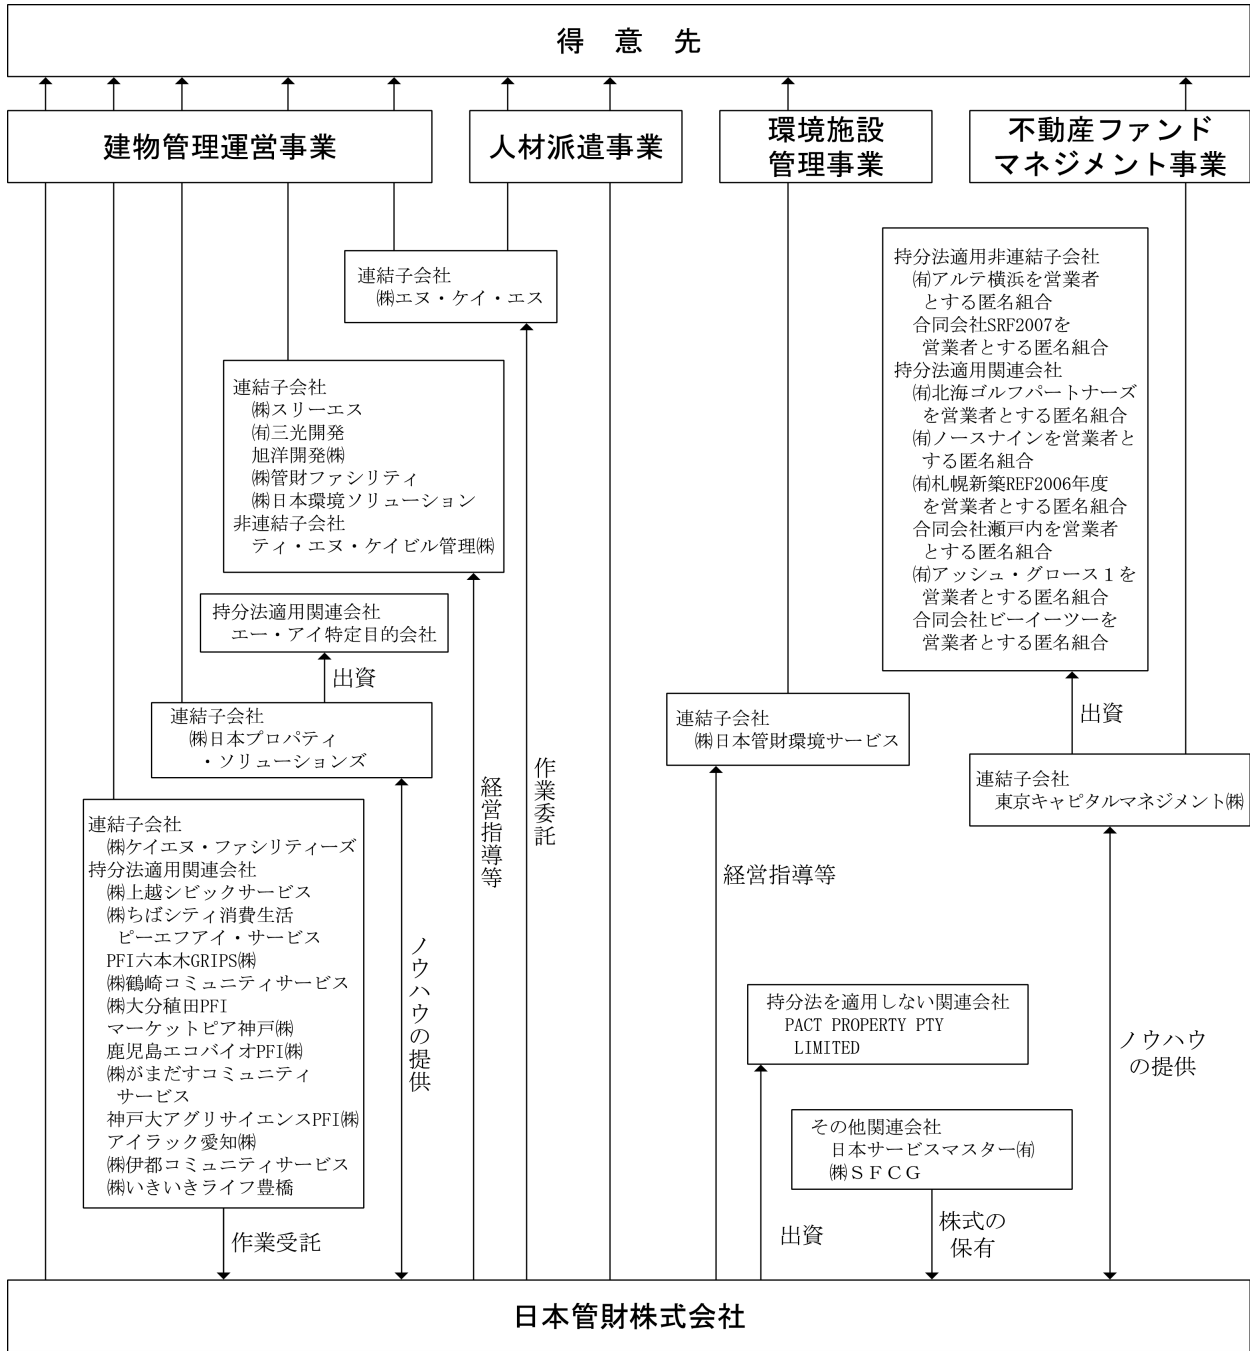 得 意 先
建物管理運営事業
人材派遣事業
環境施設
管理事業
不動産ファンド
マネジメント事業
連結子会社
㈱エヌ・ケイ・エス
持分法適用非連結子会社
㈲アルテ横浜を営業者
とする匿名組合
合同会社SRF2007を
営業者とする匿名組合
持分法適用関連会社
㈲北海ゴルフパートナーズ
を営業者とする匿名組合
㈲ノースナインを営業者と
する匿名組合
㈲札幌新築REF2006年度
を営業者とする匿名組合
合同会社瀬戸内を営業者
とする匿名組合
㈲アッシュ・グロース１を
営業者とする匿名組合
合同会社ビーイーツーを
営業者とする匿名組合
連結子会社
㈱スリーエス
㈲三光開発
旭洋開発㈱
㈱管財ファシリティ
㈱日本環境ソリューション
非連結子会社
ティ・エヌ・ケイビル管理㈱
持分法適用関連会社
エー・アイ特定目的会社
出資
連結子会社
㈱日本プロパティ
・ソリューションズ
連結子会社
㈱日本管財環境サービス
出資
連結子会社
東京キャピタルマネジメント㈱
連結子会社
㈱ケイエヌ・ファシリティーズ
持分法適用関連会社
㈱上越シビックサービス
㈱ちばシティ消費生活
ピーエフアイ・サービス
PFI六本木GRIPS㈱
㈱鶴崎コミュニティサービス
㈱大分稙田PFI
マーケットピア神戸㈱
鹿児島エコバイオPFI㈱
㈱がまだすコミュニティ
サービス
神戸大アグリサイエンスPFI㈱
アイラック愛知㈱
㈱伊都コミュニティサービス
㈱いきいきライフ豊橋
作業受託
ノウハウの提供
経営指導等
作業委託
経営指導等
持分法を適用しない関連会社
PACT PROPERTY PTY
LIMITED
出資
その他関連会社
日本サービスマスター㈲
㈱ＳＦＣＧ
株式の
保有
ノウハウ
の提供
日本管財株式会社